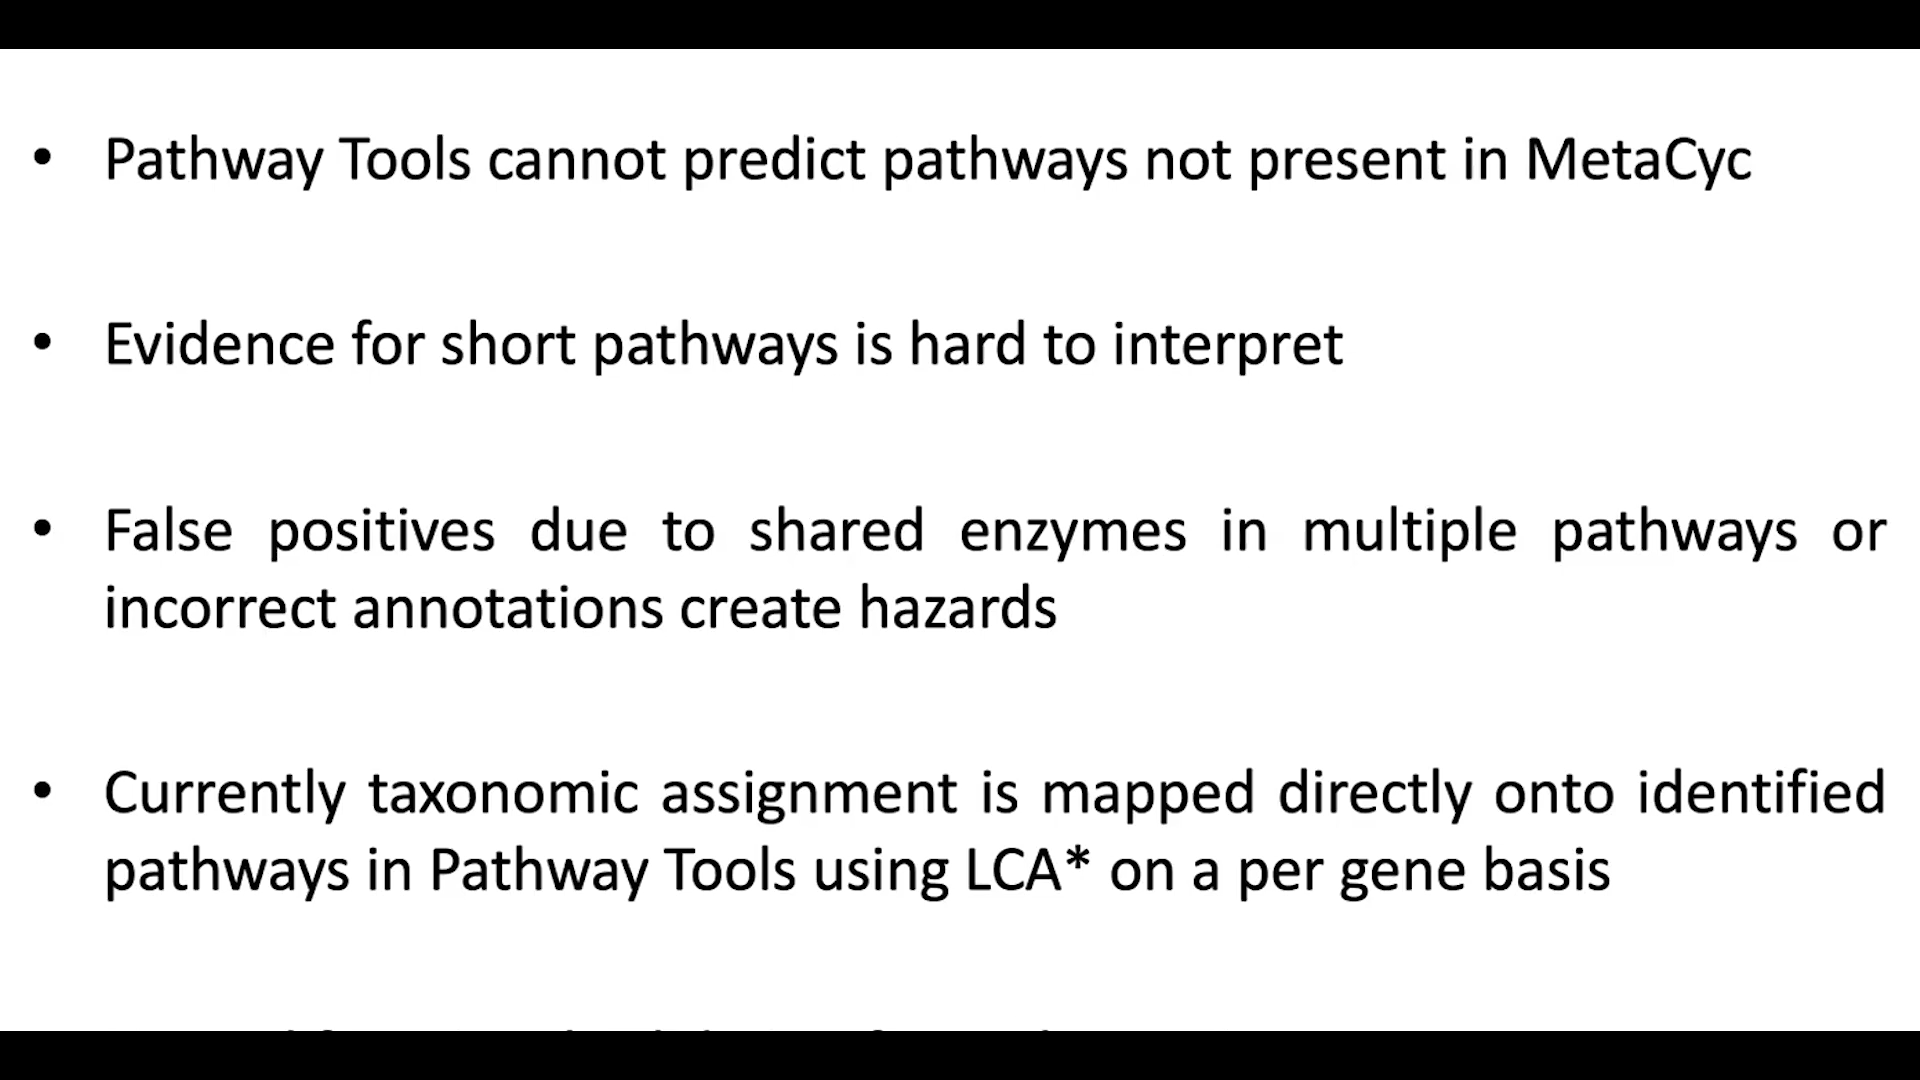 • Pathway Tools cannot predict pathways not present in MetaCyc
• Evidence for short pathways is hard to interpret
• False positives due to shared enzymes in multiple pathways or
incorrect annotations create hazards
• Currently taxonomic assignment is mapped directly onto identified
pathways in Pathway Tools using LCA* on a per gene basis